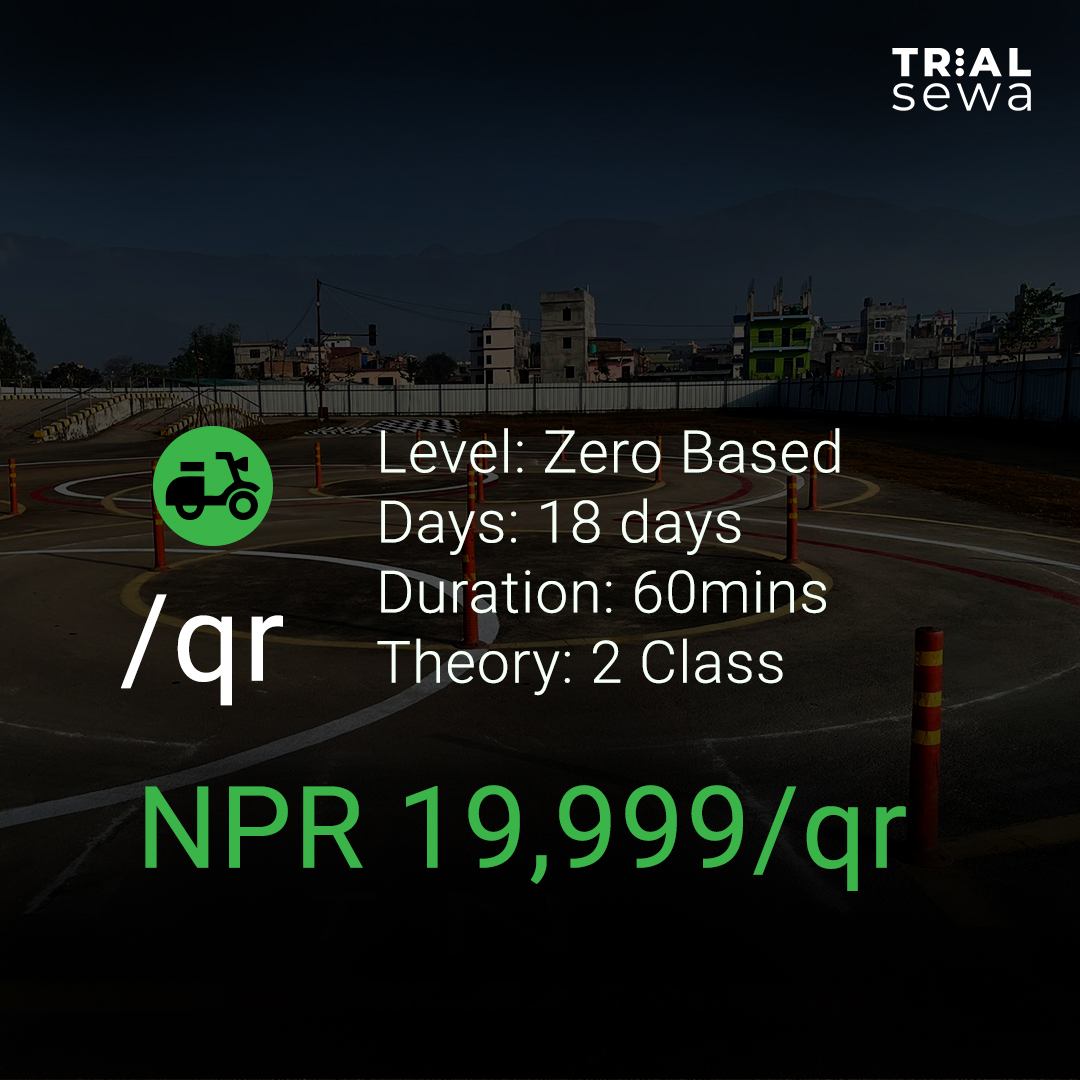 TRIAL
sewa
Level: Zero Based
Days: 18 days
Duration: 60mins
Theory: 2 Class
/qr
NPR 19,999/qr